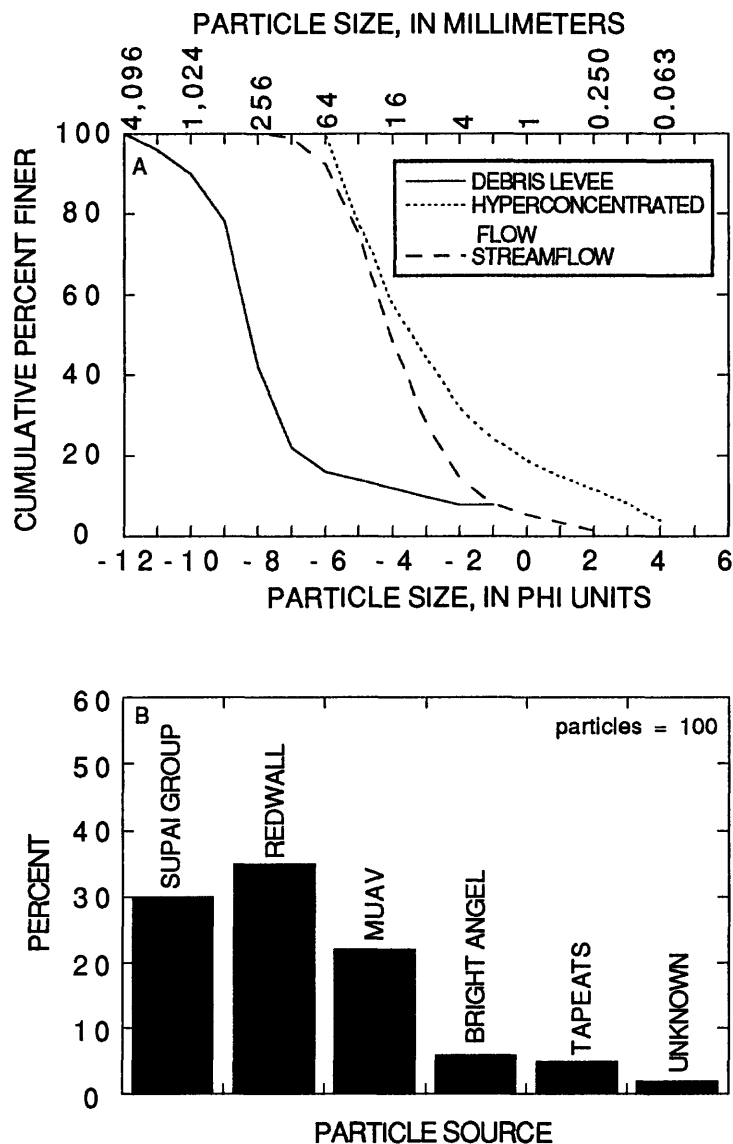 PARTICLE SIZE, IN MILLIMETERS
4,096 1,024 256 64 16 4 1 0.250 0.063
A
DEBRIS LEVEE
HYPERCONCENTRATED
FLOW
STREAMFLOW
CUMULATIVE PERCENT FINER
100
80
60
40
20
0
-12 -10 -8 -6 -4 -2 0 2 4 6
PARTICLE SIZE, IN PHI UNITS
B
particles = 100
PERCENT
60
50
40
30
20
10
0
SUPAI GROUP
REDWALL
MUAV
BRIGHT ANGEL
TAPEATS
UNKNOWN
PARTICLE SOURCE